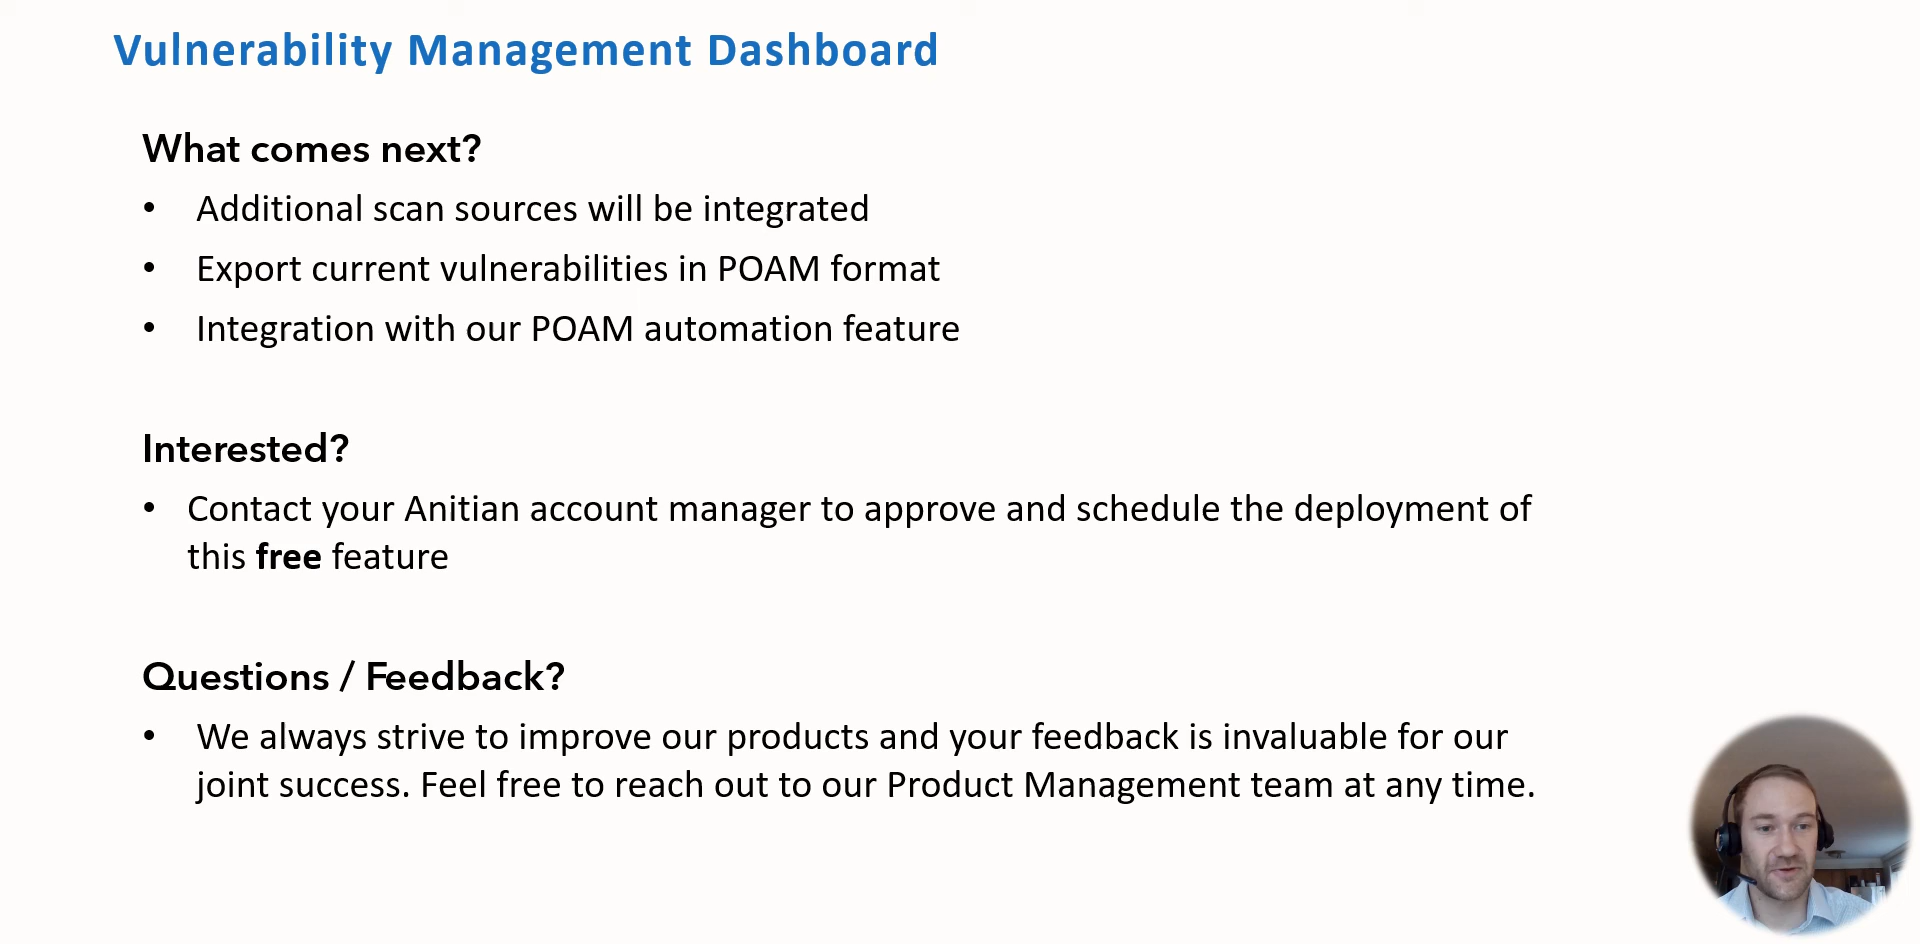 Vulnerability Management Dashboard
What comes next?
• Additional scan sources will be integrated
• Export current vulnerabilities in POAM format
• Integration with our POAM automation feature
Interested?
• Contact your Anitian account manager to approve and schedule the deployment of
this free feature
Questions / Feedback?
• We always strive to improve our products and your feedback is invaluable for our
joint success. Feel free to reach out to our Product Management team at any time.